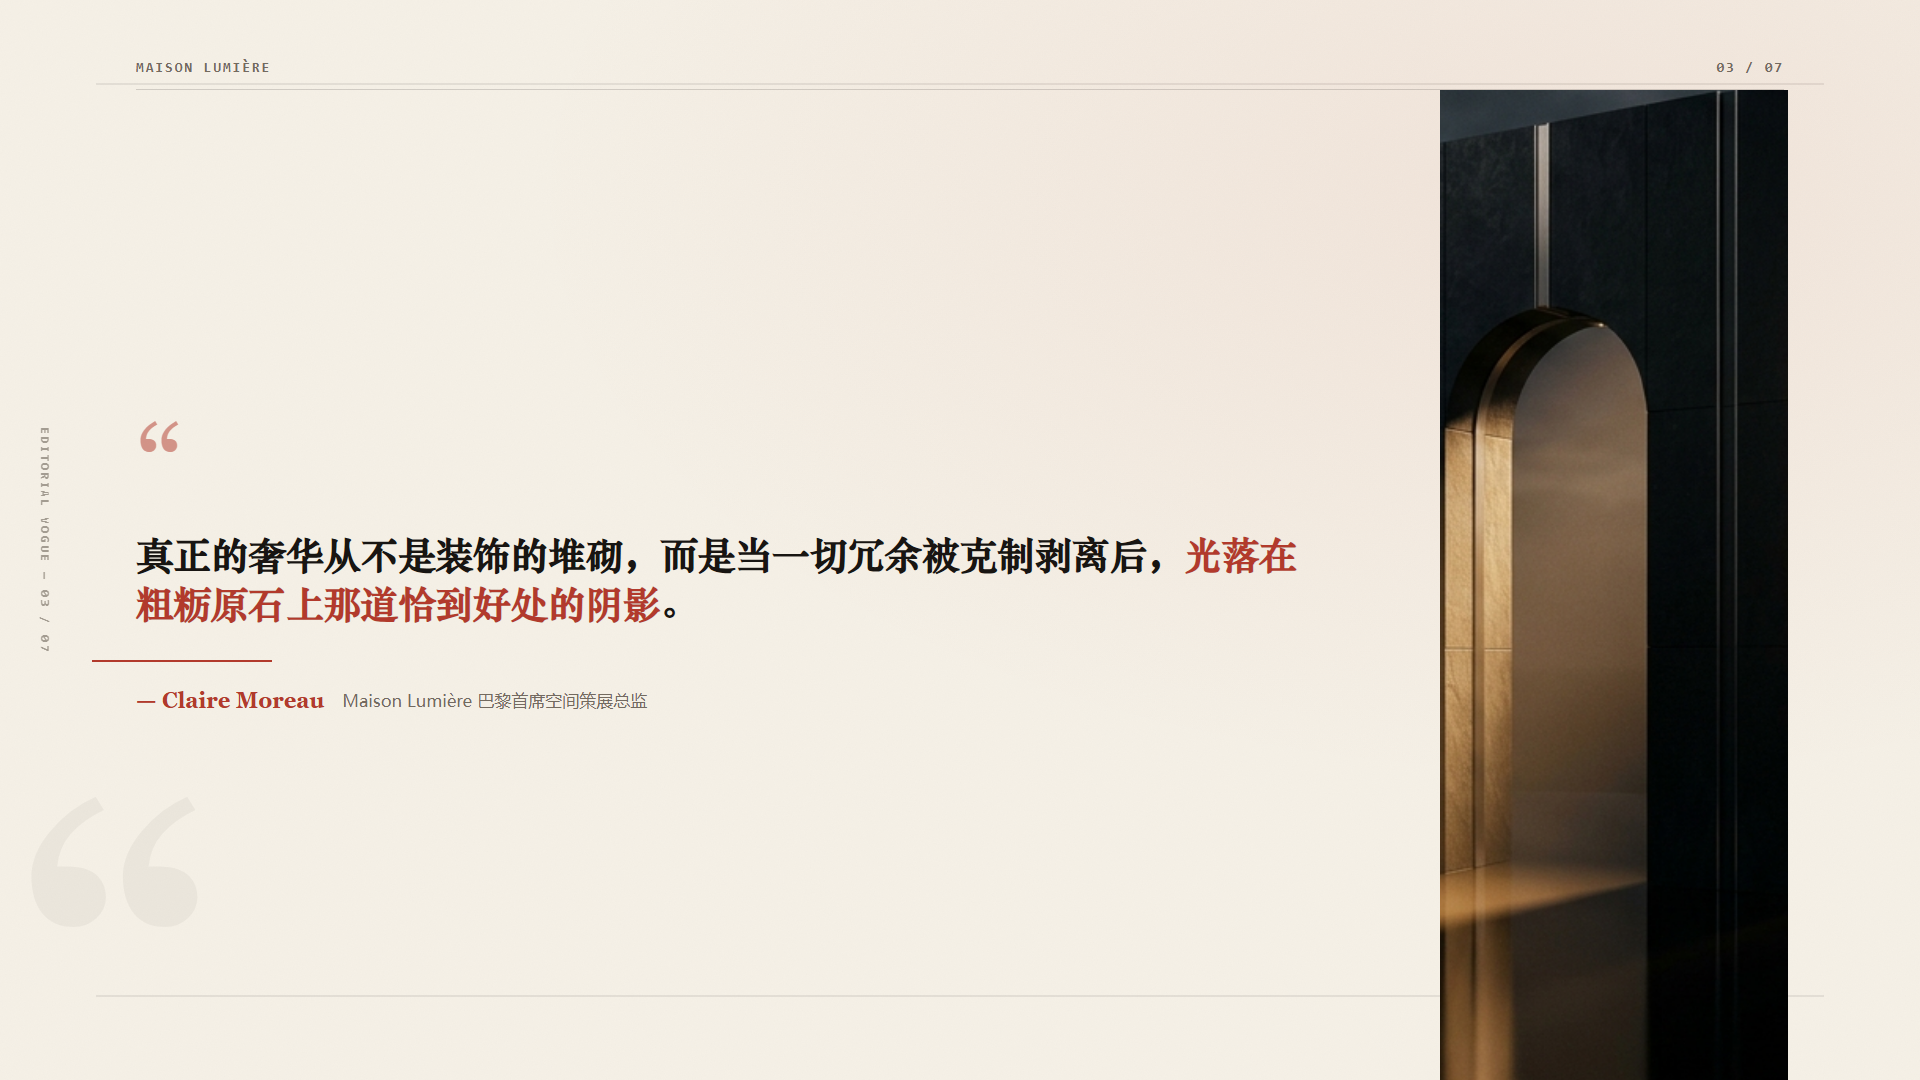 MAISON LUMIÈRE
03 / 07
EDITORIAL VOGUE — 03 / 07
“
真正的奢华从不是装饰的堆砌，而是当一切冗余被克制剥离后，光落在
粗粝原石上那道恰到好处的阴影。
— Claire Moreau Maison Lumière 巴黎首席空间策展总监
“